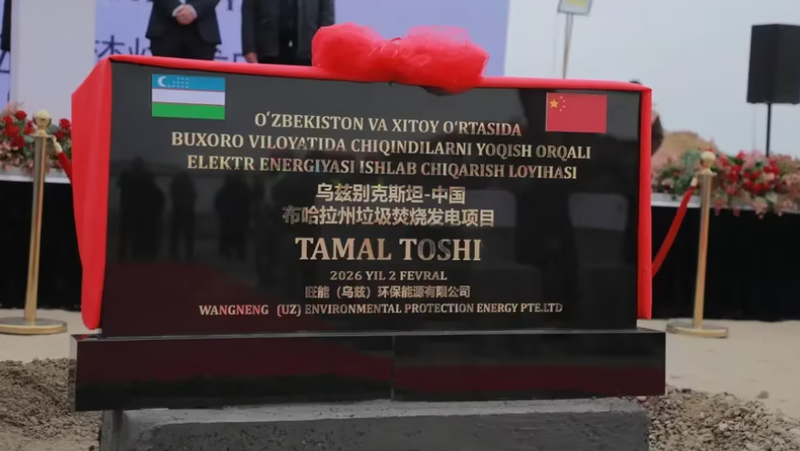 O‘ZBEKISTON VA XITOY O‘RTASIDA
BUXORO VILOYATIDA CHIQINDILARNI YOQISH ORQALI
ELEKTR ENERGIYASI ISHLAB CHIQARISH LOYIHASI
乌兹别克斯坦-中国
布哈拉州垃圾焚烧发电项目
TAMAL TOSHI
2026 YIL 2 FEVRAL
旺能（乌兹）环保能源有限公司
WANGNENG (UZ) ENVIRONMENTAL PROTECTION ENERGY PTE.LTD